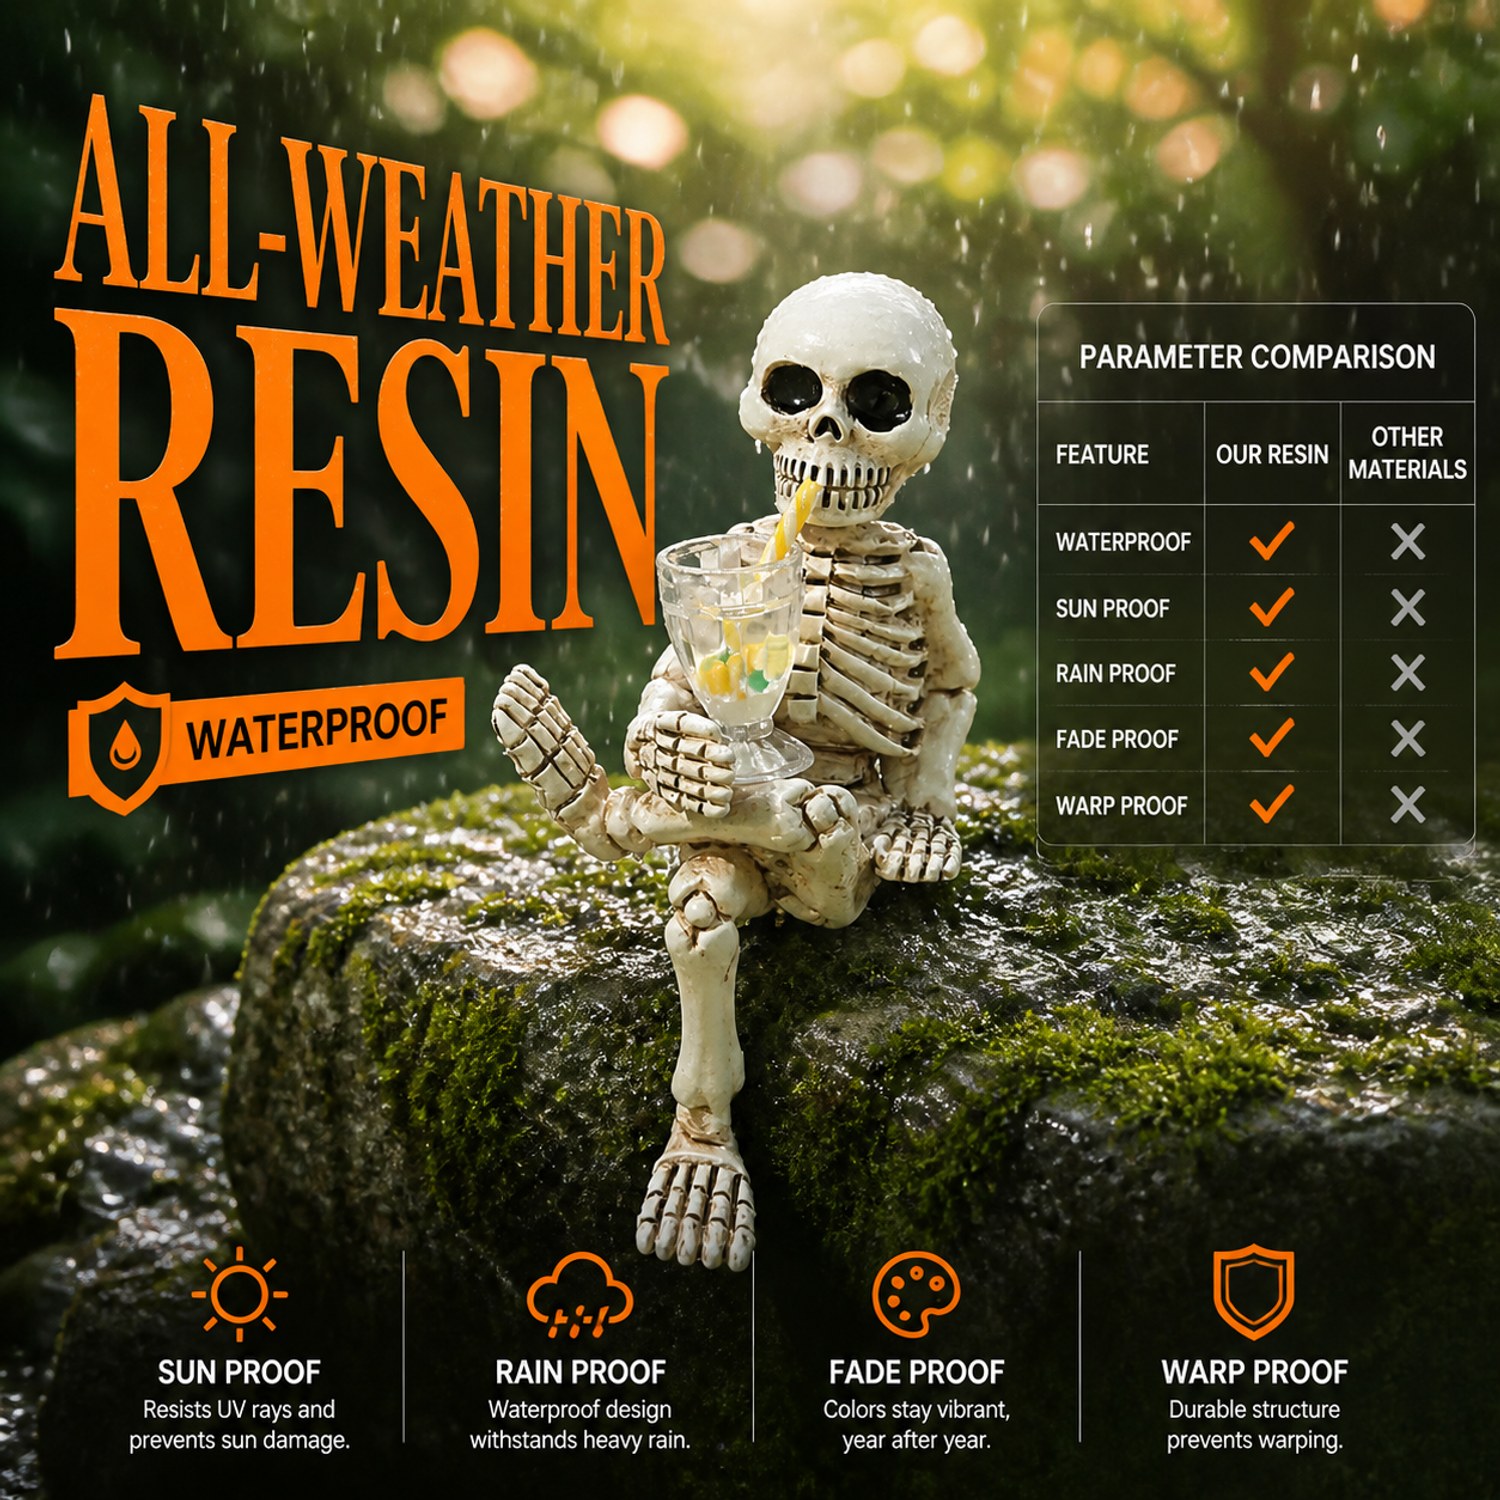 ALL-WEATHER
RESIN
WATERPROOF
PARAMETER COMPARISON
FEATURE
OUR RESIN
OTHER
MATERIALS
WATERPROOF
SUN PROOF
RAIN PROOF
FADE PROOF
WARP PROOF
SUN PROOF
Resists UV rays and
prevents sun damage.
RAIN PROOF
Waterproof design
withstands heavy rain.
FADE PROOF
Colors stay vibrant,
year after year.
WARP PROOF
Durable structure
prevents warping.